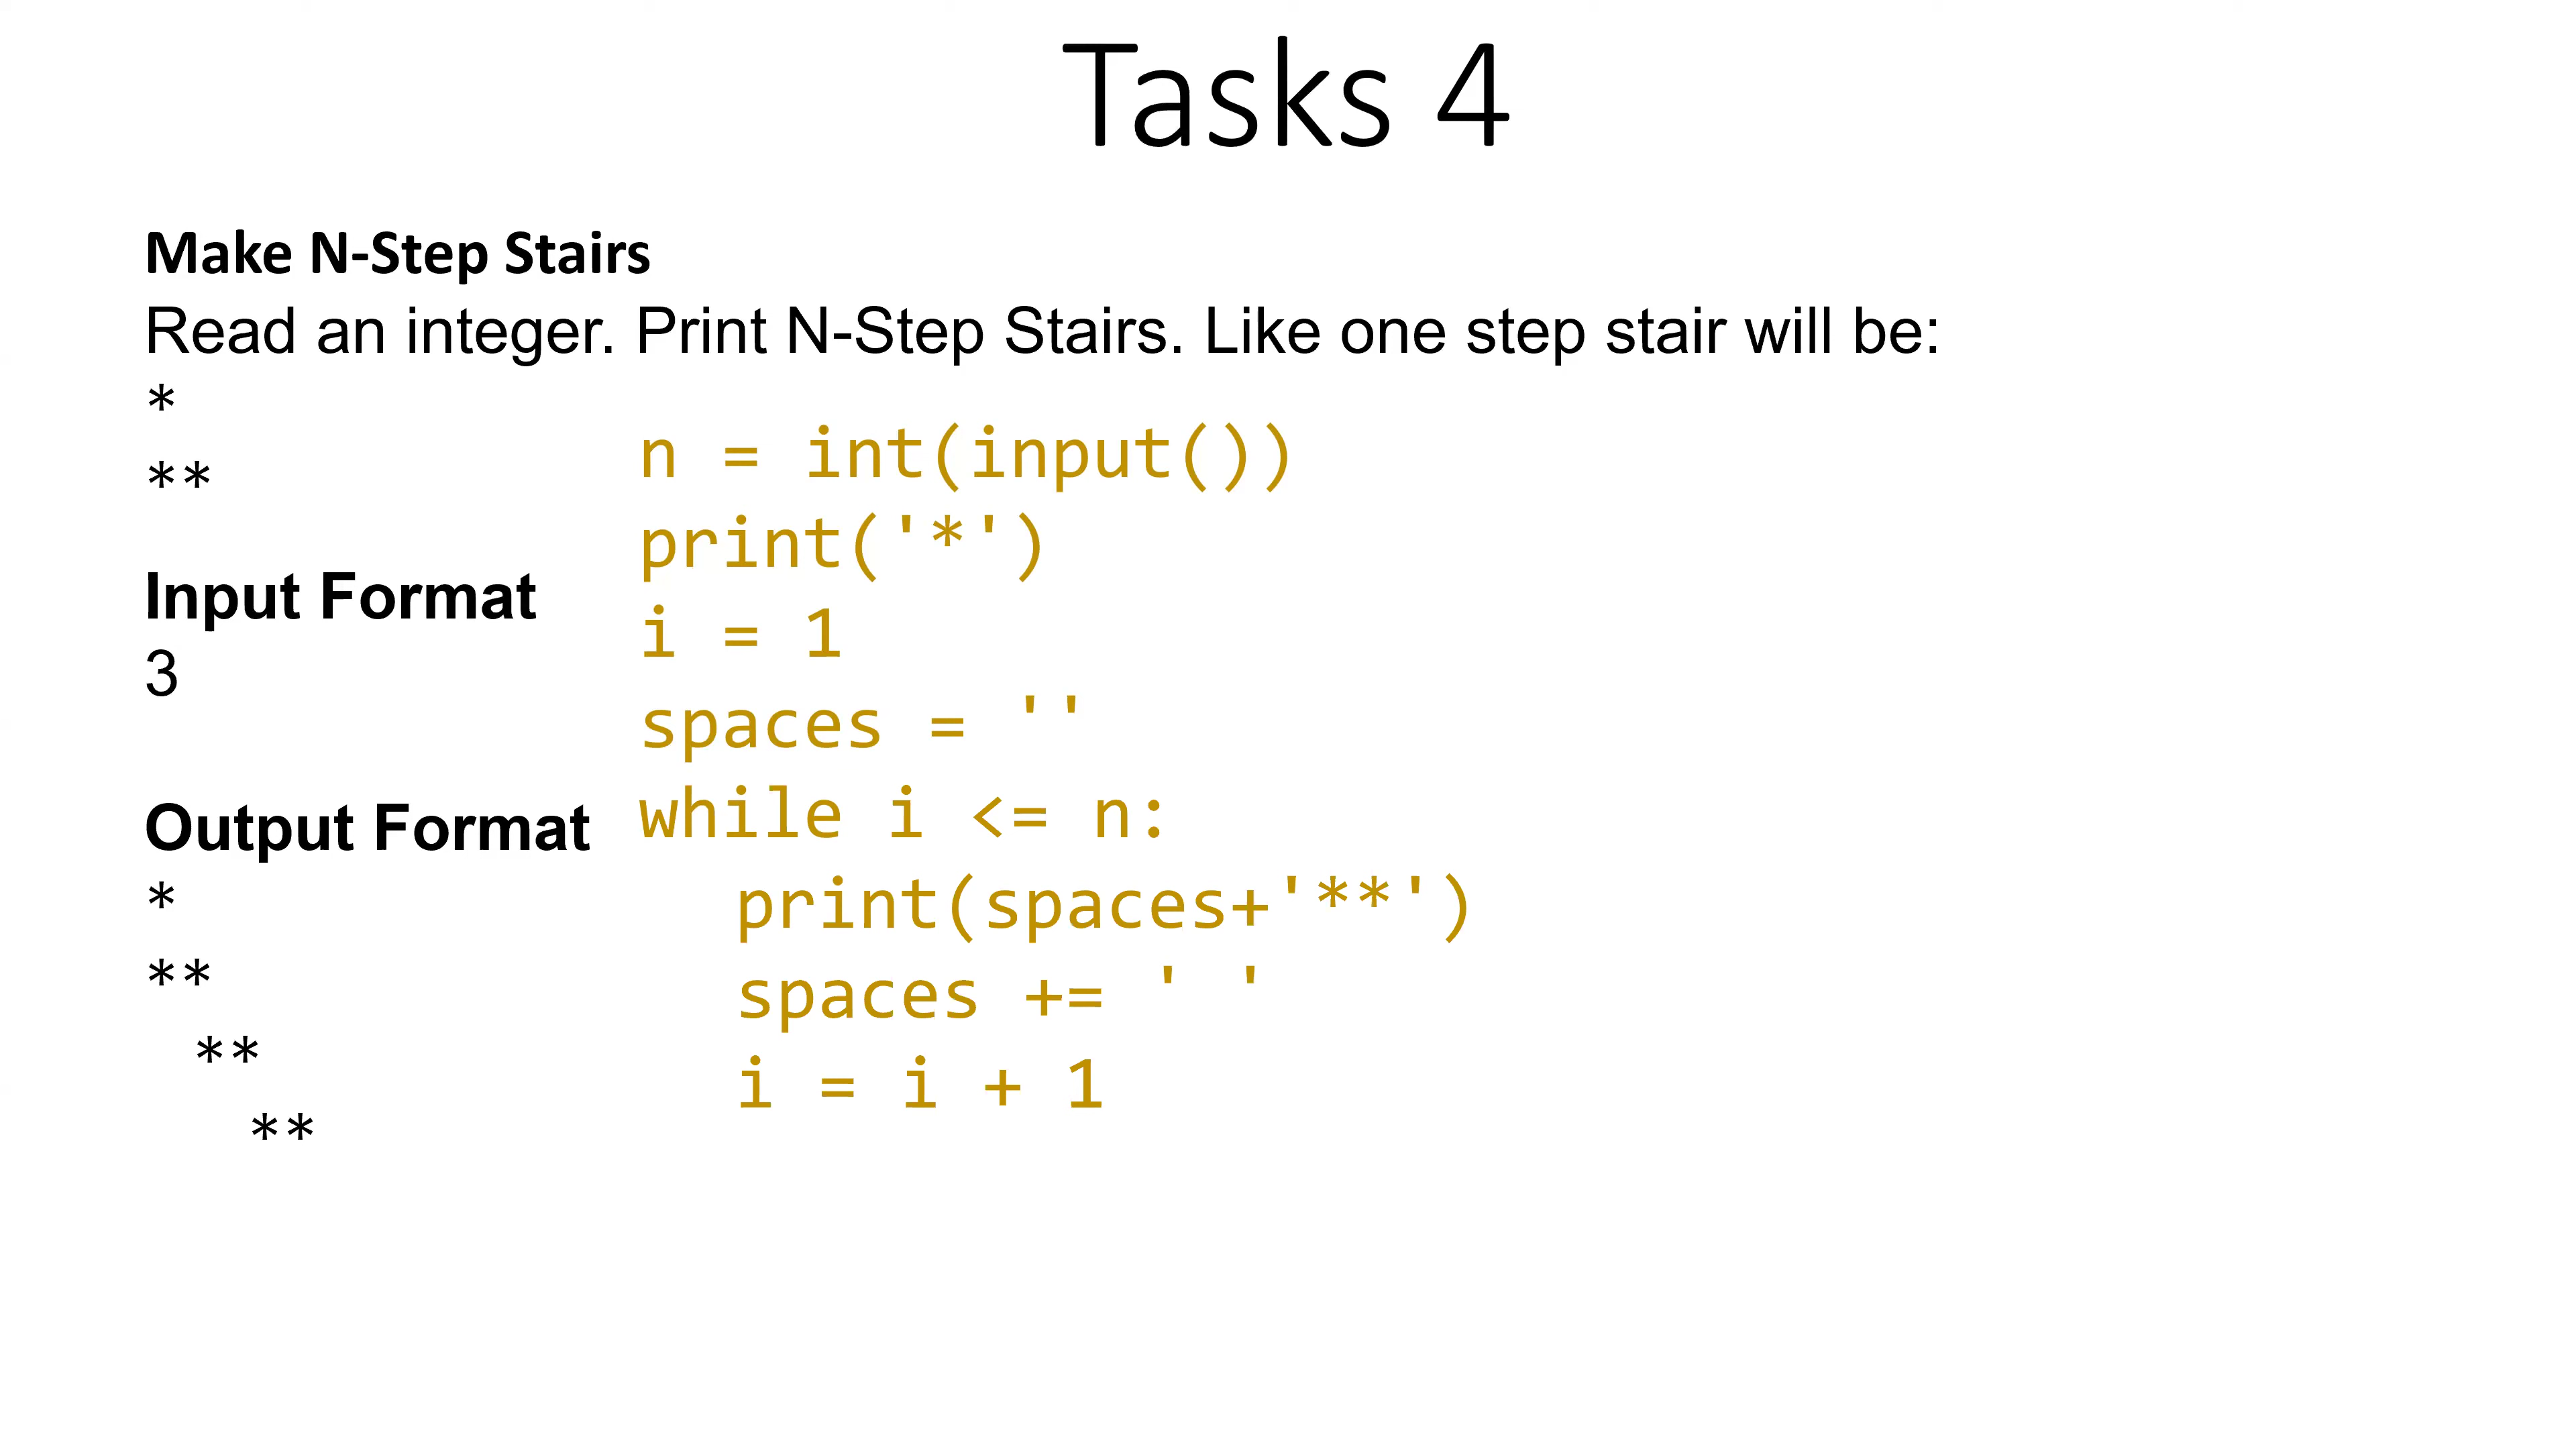 Tasks 4
Make N-Step Stairs
Read an integer. Print N-Step Stairs. Like one step stair will be:
*
**
Input Format
3
Output Format
*
**
  **
    **
n = int(input())
print('*')
i = 1
spaces = ''
while i <= n:
  print(spaces+'**')
  spaces += ' '
  i = i + 1